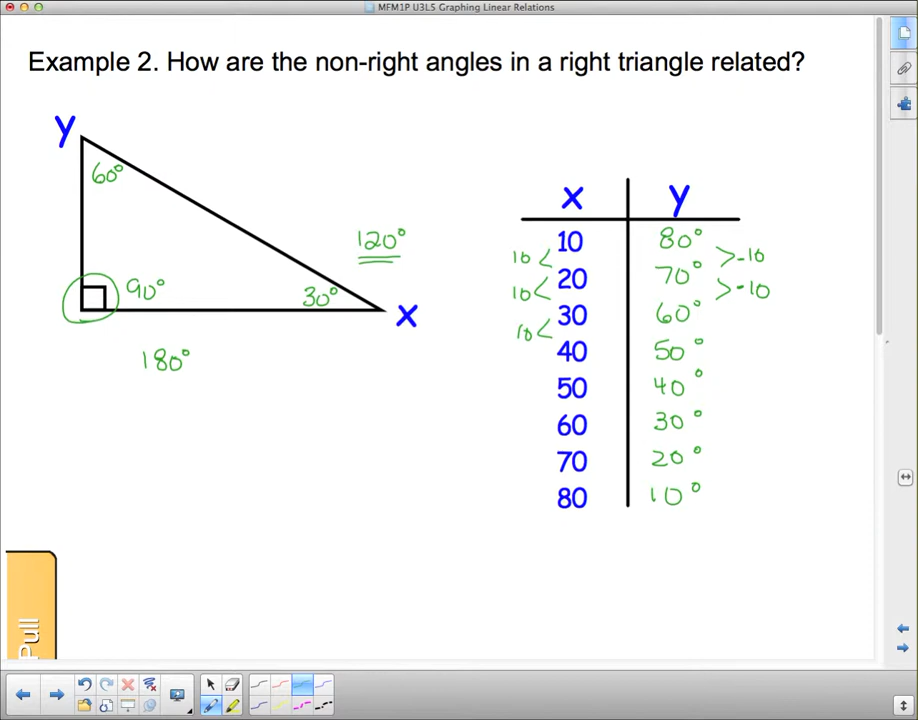 MFM1P U3L5 Graphing Linear Relations
Example 2. How are the non-right angles in a right triangle related?
y
60°
120°
90°
30°
x
180°
x y
10 80°
10 < > -10
20 70°
10 < > -10
30 60°
10 <
40 50°
50 40°
60 30°
70 20°
80 10°
Pull